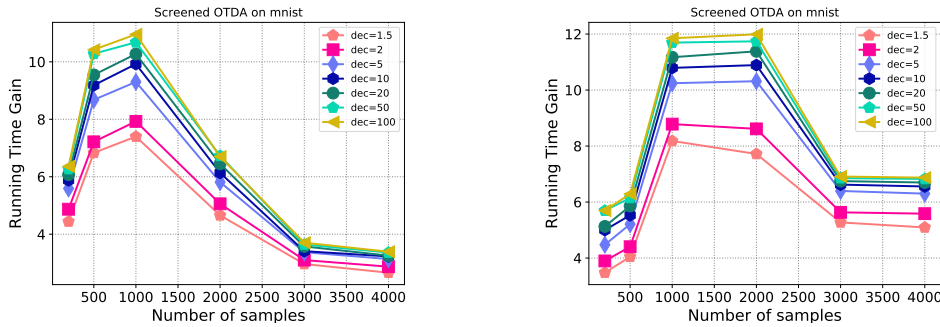 Screened OTDA on mnist
Running Time Gain
10
8
6
4
dec=1.5
dec=2
dec=5
dec=10
dec=20
dec=50
dec=100
500 1000 1500 2000 2500 3000 3500 4000
Number of samples
Screened OTDA on mnist
Running Time Gain
12
10
8
6
4
dec=1.5
dec=2
dec=5
dec=10
dec=20
dec=50
dec=100
500 1000 1500 2000 2500 3000 3500 4000
Number of samples